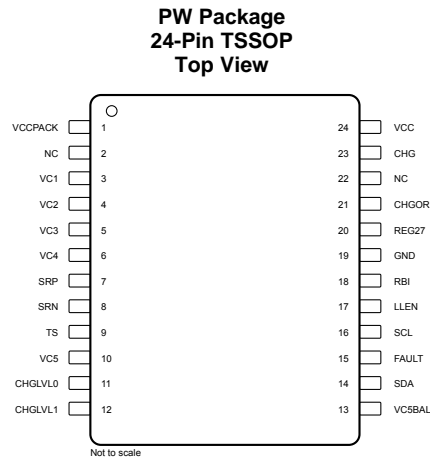 PW Package
24-Pin TSSOP
Top View
VCCPACK 1 24 VCC
NC 2 23 CHG
VC1 3 22 NC
VC2 4 21 CHGOR
VC3 5 20 REG27
VC4 6 19 GND
SRP 7 18 RBI
SRN 8 17 LLEN
TS 9 16 SCL
VC5 10 15 FAULT
CHGLVL0 11 14 SDA
CHGLVL1 12 13 VC5BAL
Not to scale